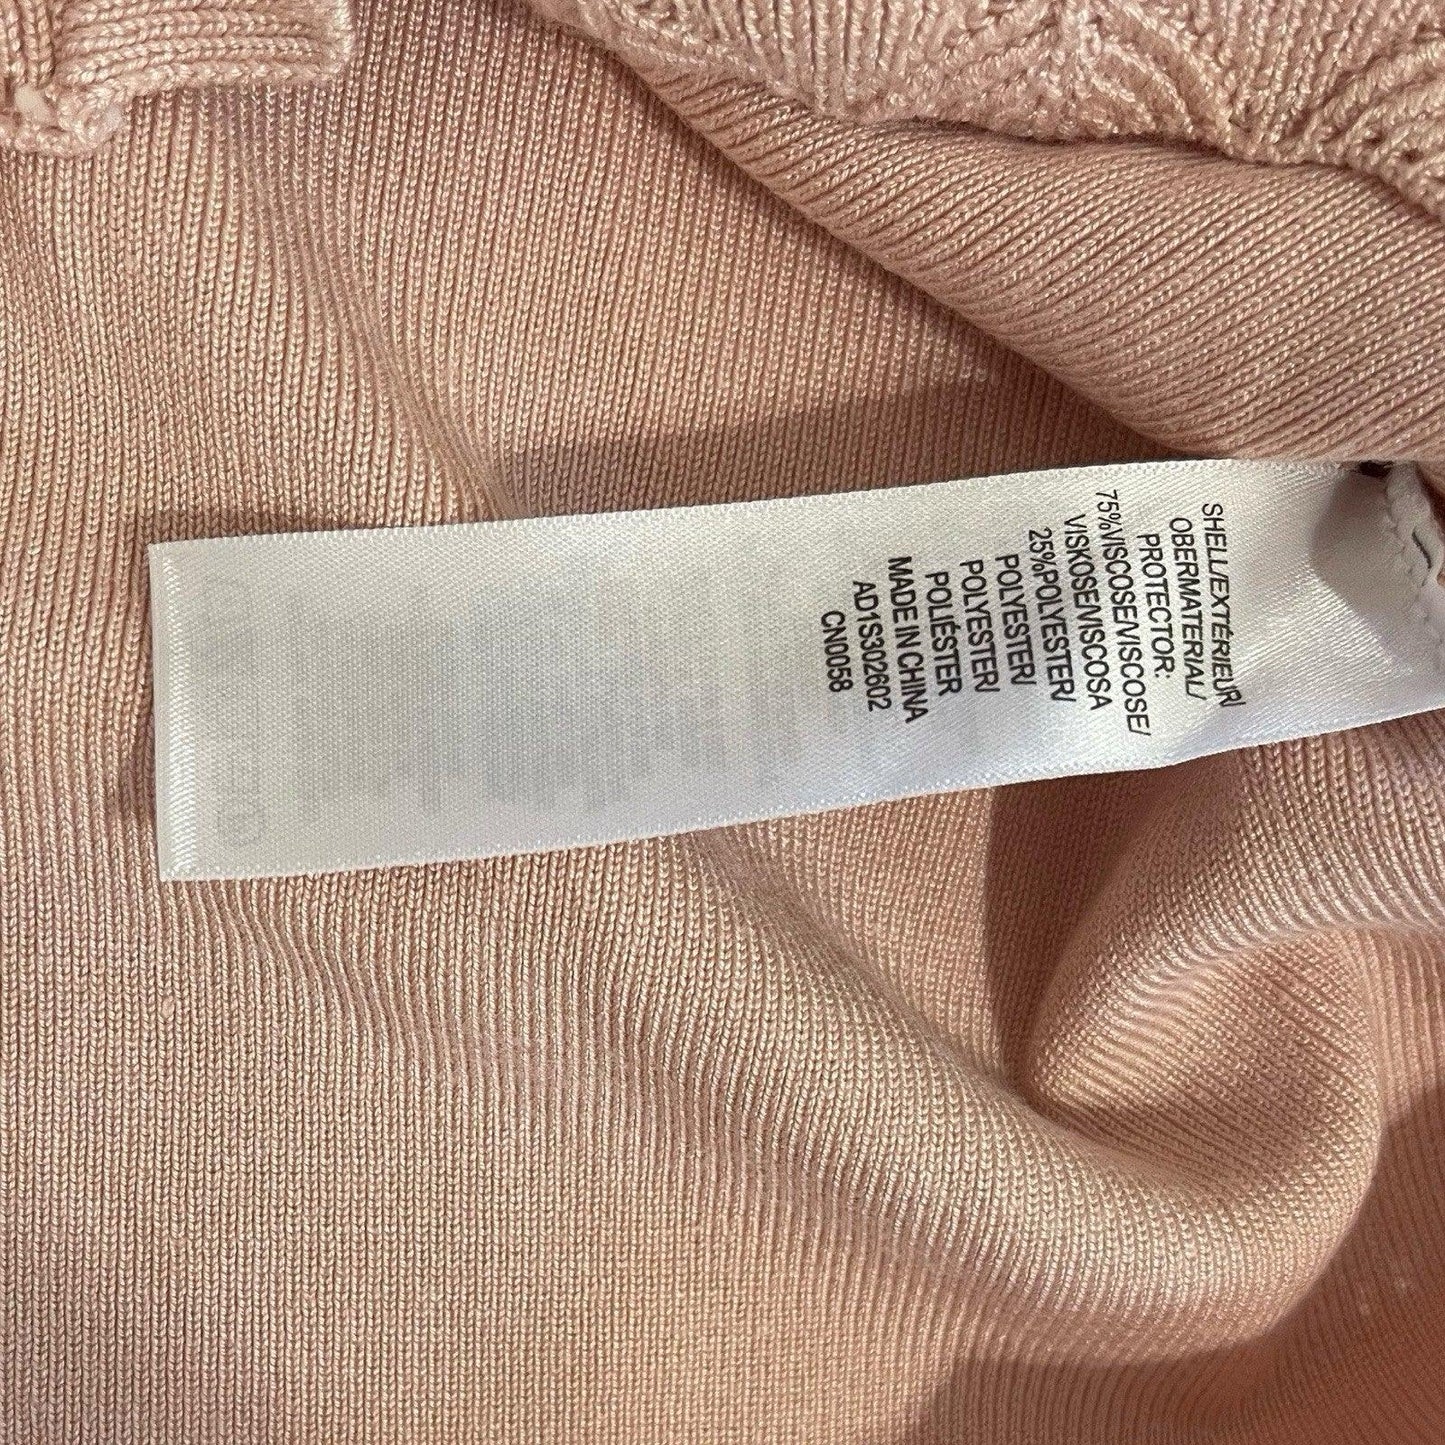 SHELL/EXTÉRIEUR/
OBERMATERIAL/
PROTECTOR:
75%VISCOSE/VISCOSE/
VISKOSE/VISCOSA
25%POLYESTER/
POLYESTER/
POLYESTER/
POLIÉSTER
MADE IN CHINA
AD1S302602
CN0058